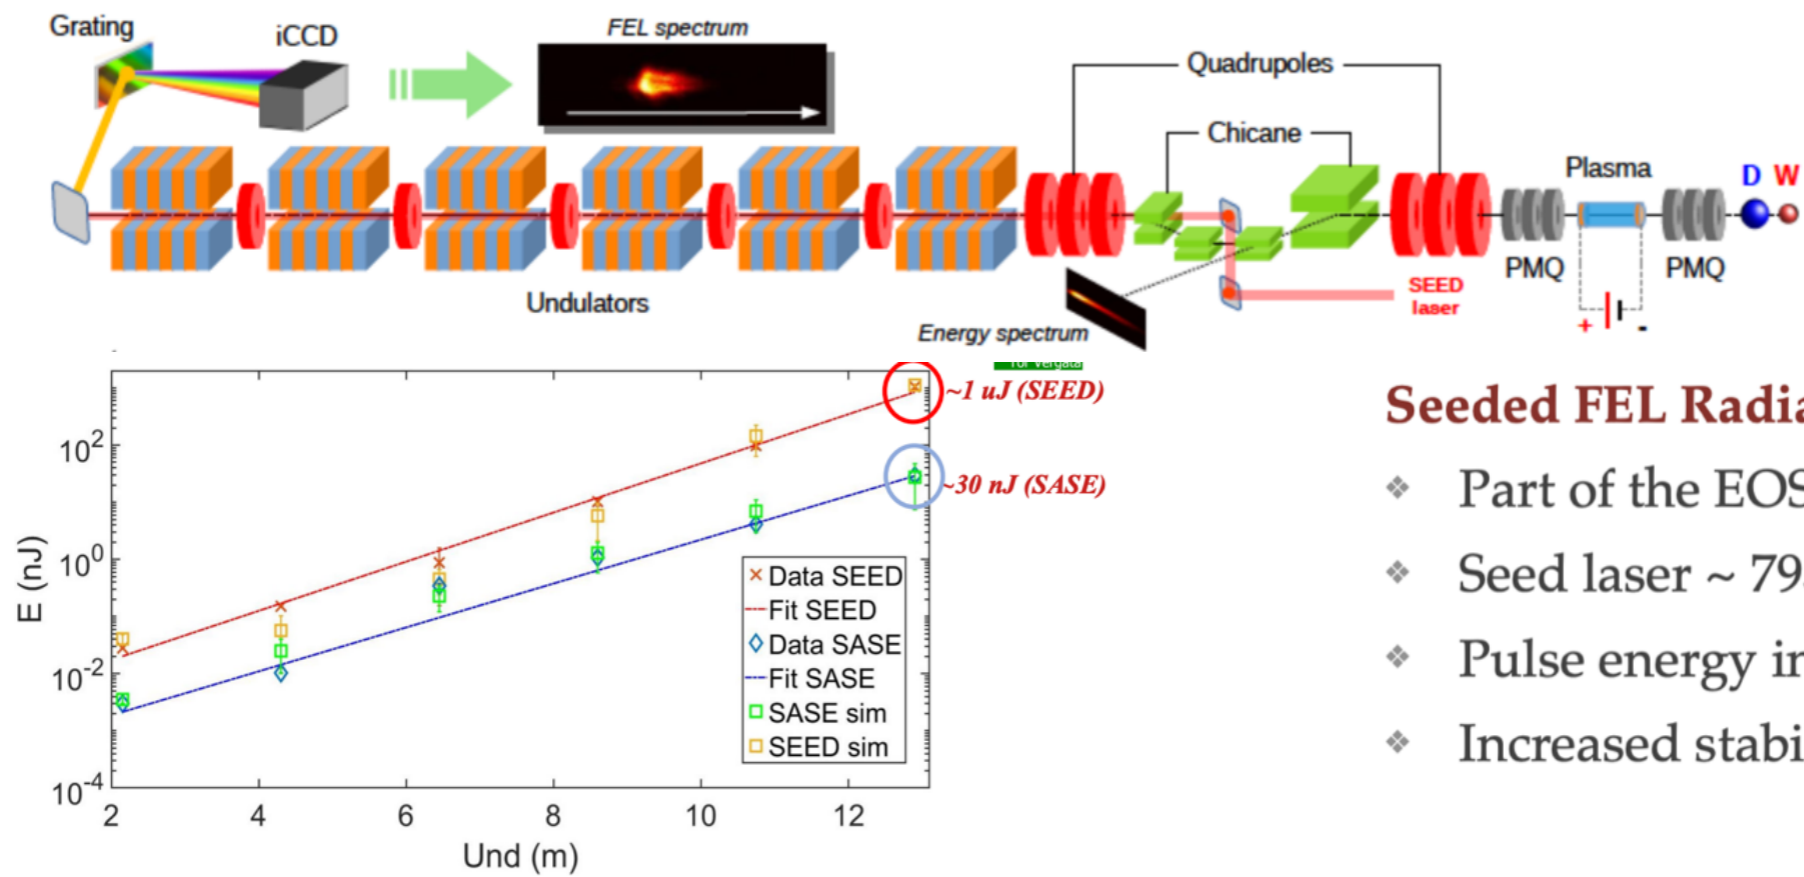 Grating
iCCD
FEL spectrum
Quadrupoles
Chicane
Plasma
D W
PMQ
PMQ
SEED
laser
+ -
Undulators
Energy spectrum
Tor Vergata
~1 uJ (SEED)
~30 nJ (SASE)
E (nJ)
10^2
10^0
10^-2
10^-4
2 4 6 8 10 12
Und (m)
Data SEED
Fit SEED
Data SASE
Fit SASE
SASE sim
SEED sim
Seeded FEL Radia
❖ Part of the EOS
❖ Seed laser ~ 79
❖ Pulse energy in
❖ Increased stabi